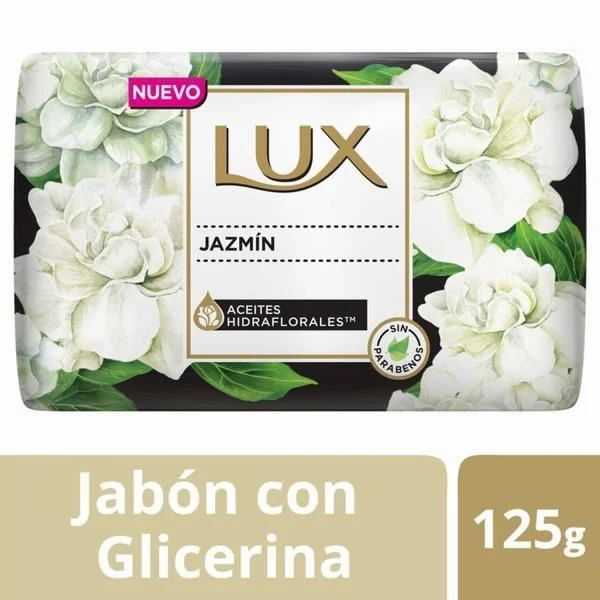 NUEVO
LUX
JAZMÍN
ACEITES
HIDRAFLORALES™
SIN
PARABENOS
Jabón con
Glicerina
125g